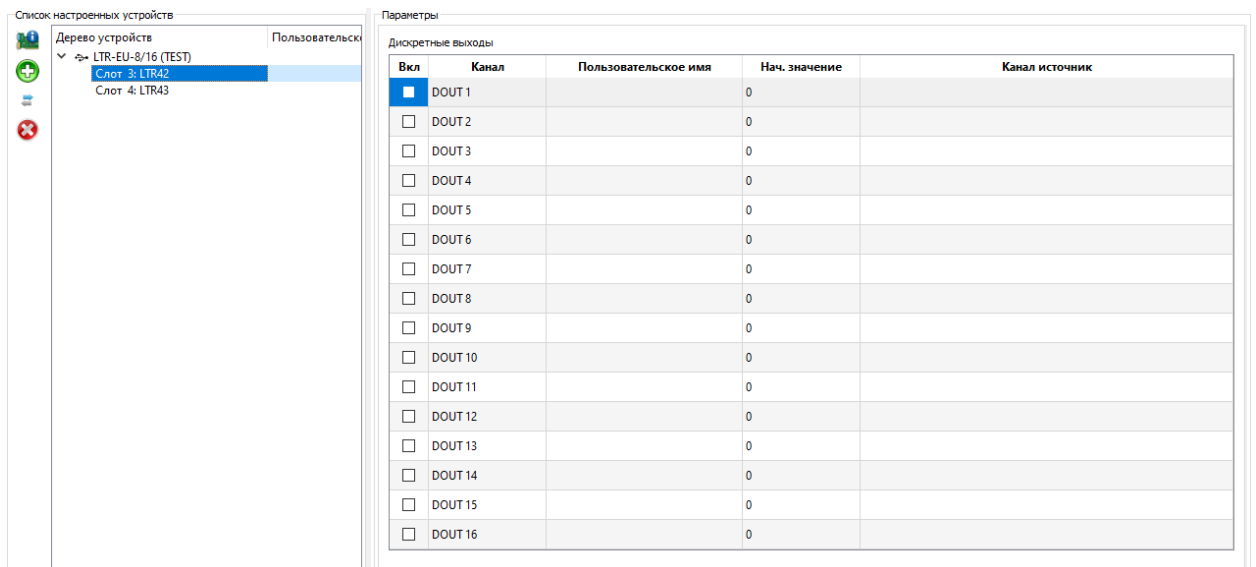 Список настроенных устройств
Дерево устройств Пользовательск
LTR-EU-8/16 (TEST)
Слот 3: LTR42
Слот 4: LTR43
Параметры
Дискретные выходы
Вкл Канал Пользовательское имя Нач. значение Канал источник
DOUT 1 0
DOUT 2 0
DOUT 3 0
DOUT 4 0
DOUT 5 0
DOUT 6 0
DOUT 7 0
DOUT 8 0
DOUT 9 0
DOUT 10 0
DOUT 11 0
DOUT 12 0
DOUT 13 0
DOUT 14 0
DOUT 15 0
DOUT 16 0